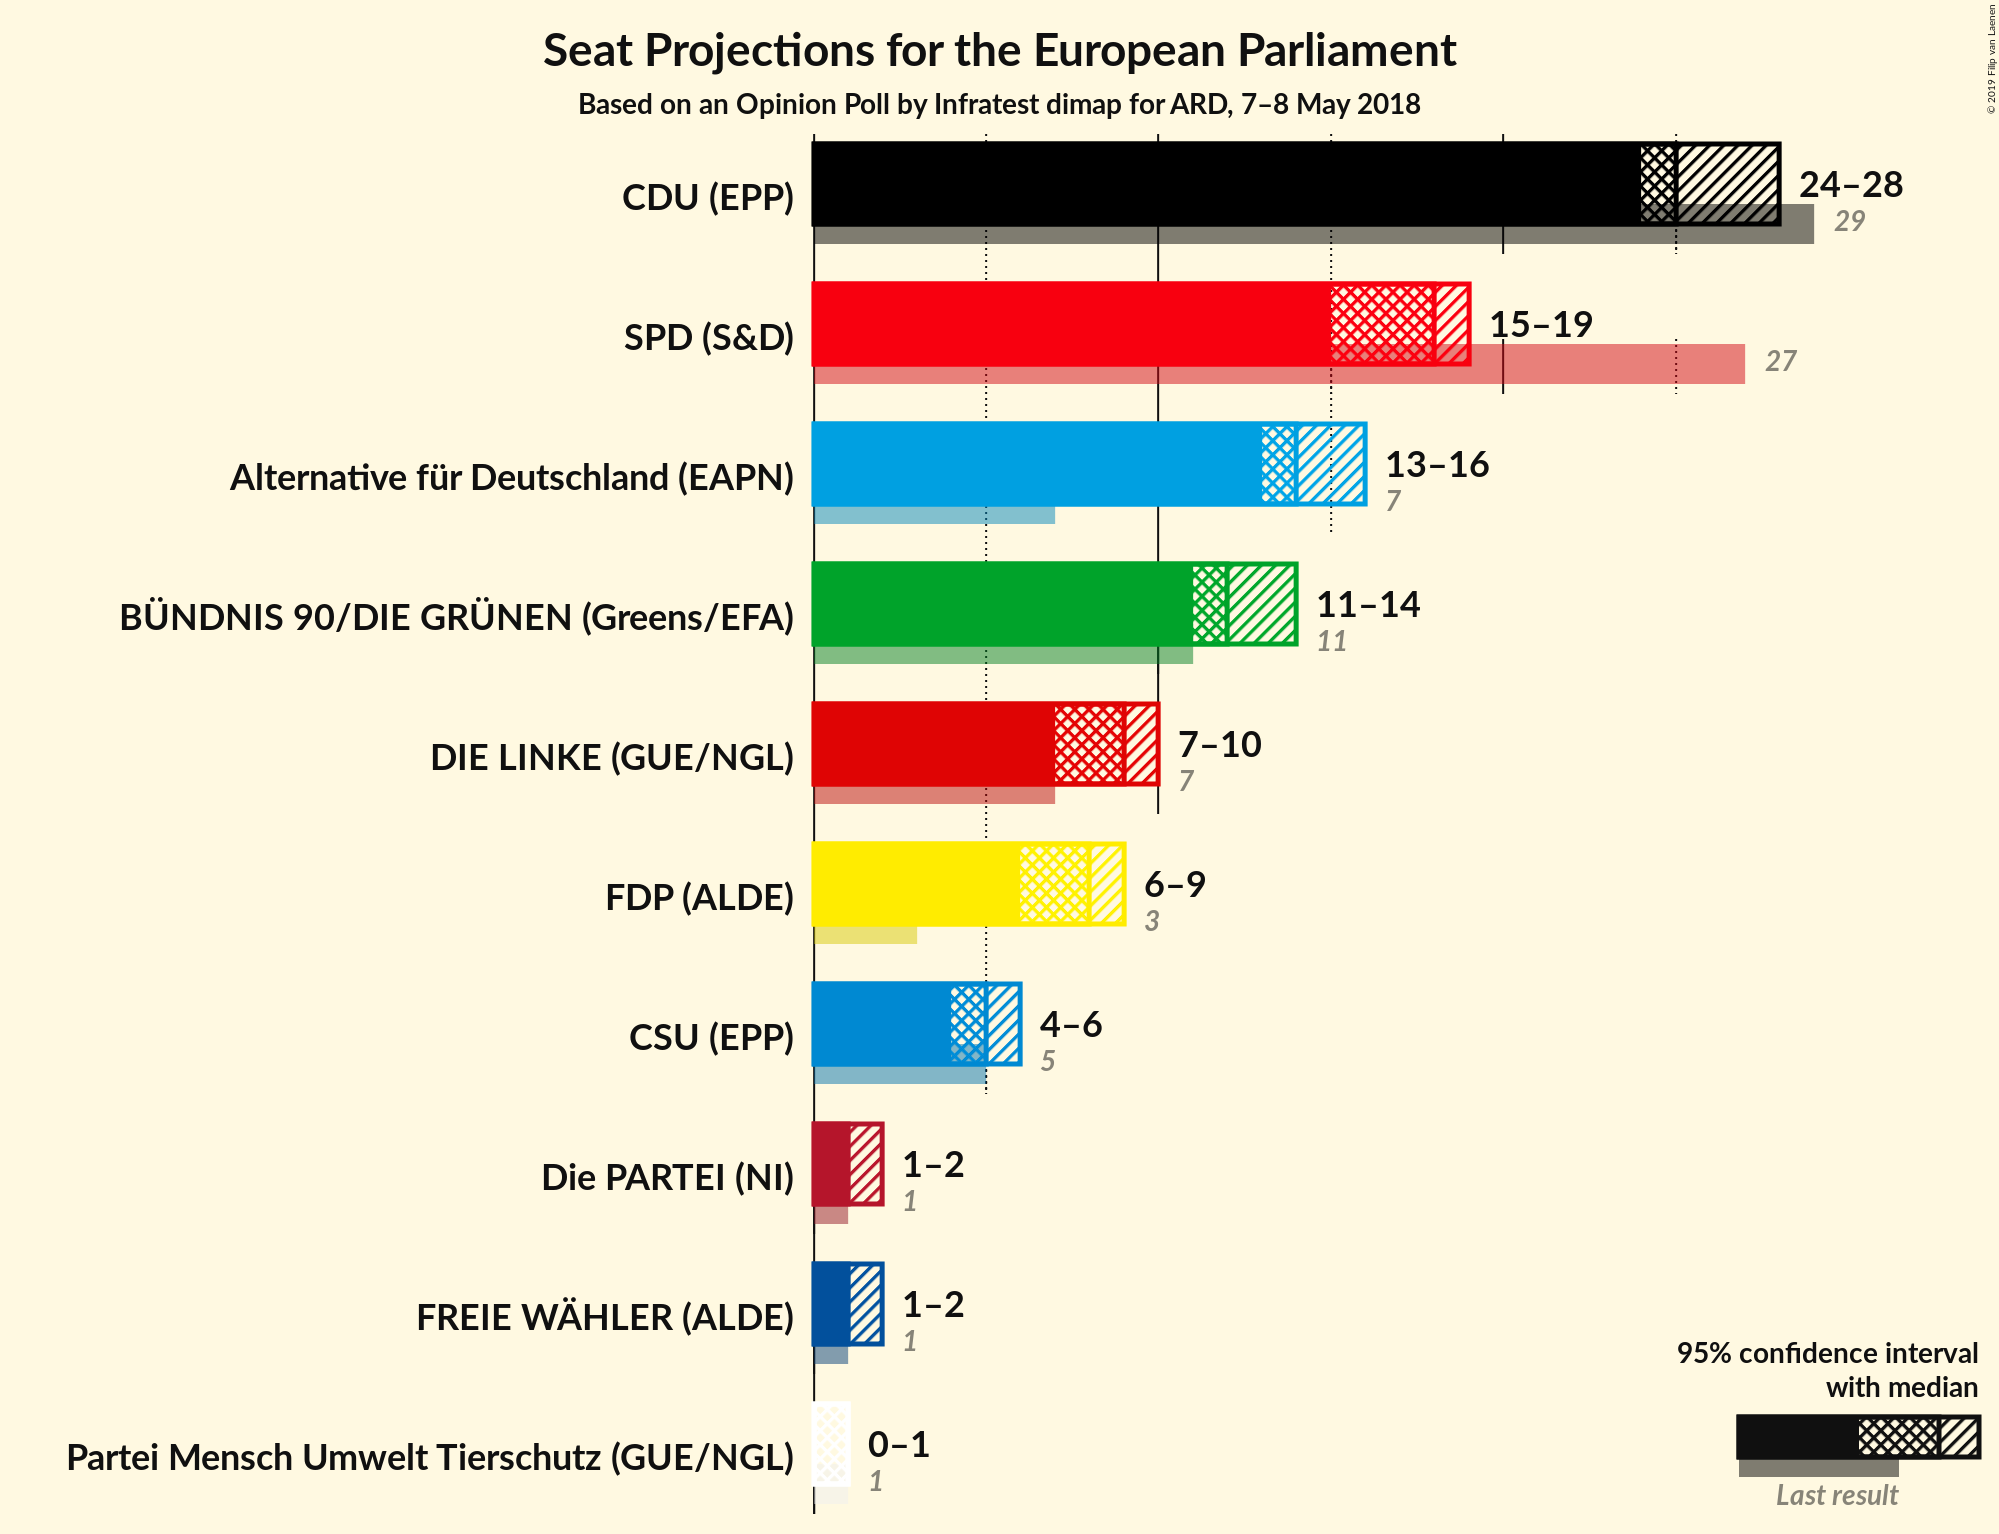 Seat Projections for the European Parliament
Based on an Opinion Poll by Infratest dimap for ARD, 7–8 May 2018
© 2019 Filip van Laenen
CDU (EPP)
24–28
29
SPD (S&D)
15–19
27
Alternative für Deutschland (EAPN)
13–16
7
BÜNDNIS 90/DIE GRÜNEN (Greens/EFA)
11–14
11
DIE LINKE (GUE/NGL)
7–10
7
FDP (ALDE)
6–9
3
CSU (EPP)
4–6
5
Die PARTEI (NI)
1–2
1
FREIE WÄHLER (ALDE)
1–2
1
Partei Mensch Umwelt Tierschutz (GUE/NGL)
0–1
1
95% confidence interval
with median
Last result